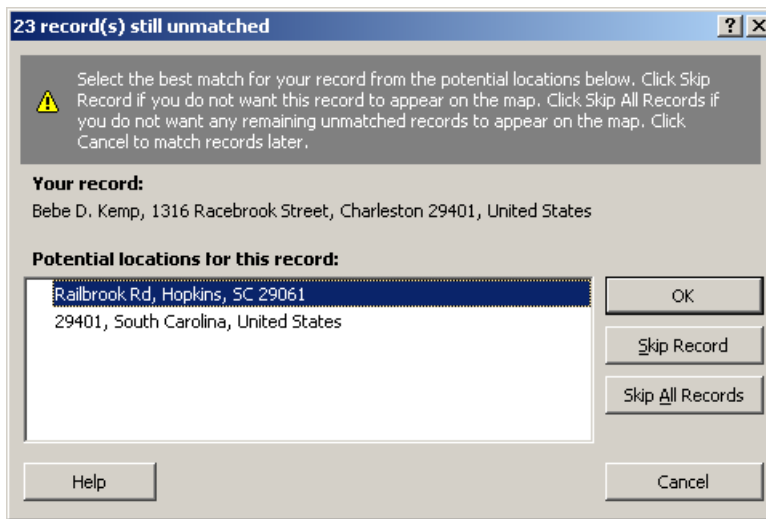 23 record(s) still unmatched
Select the best match for your record from the potential locations below. Click Skip
Record if you do not want this record to appear on the map. Click Skip All Records if
you do not want any remaining unmatched records to appear on the map. Click
Cancel to match records later.
Your record:
Bebe D. Kemp, 1316 Racebrook Street, Charleston 29401, United States
Potential locations for this record:
Railbrook Rd, Hopkins, SC 29061
29401, South Carolina, United States
OK
Skip Record
Skip All Records
Help
Cancel